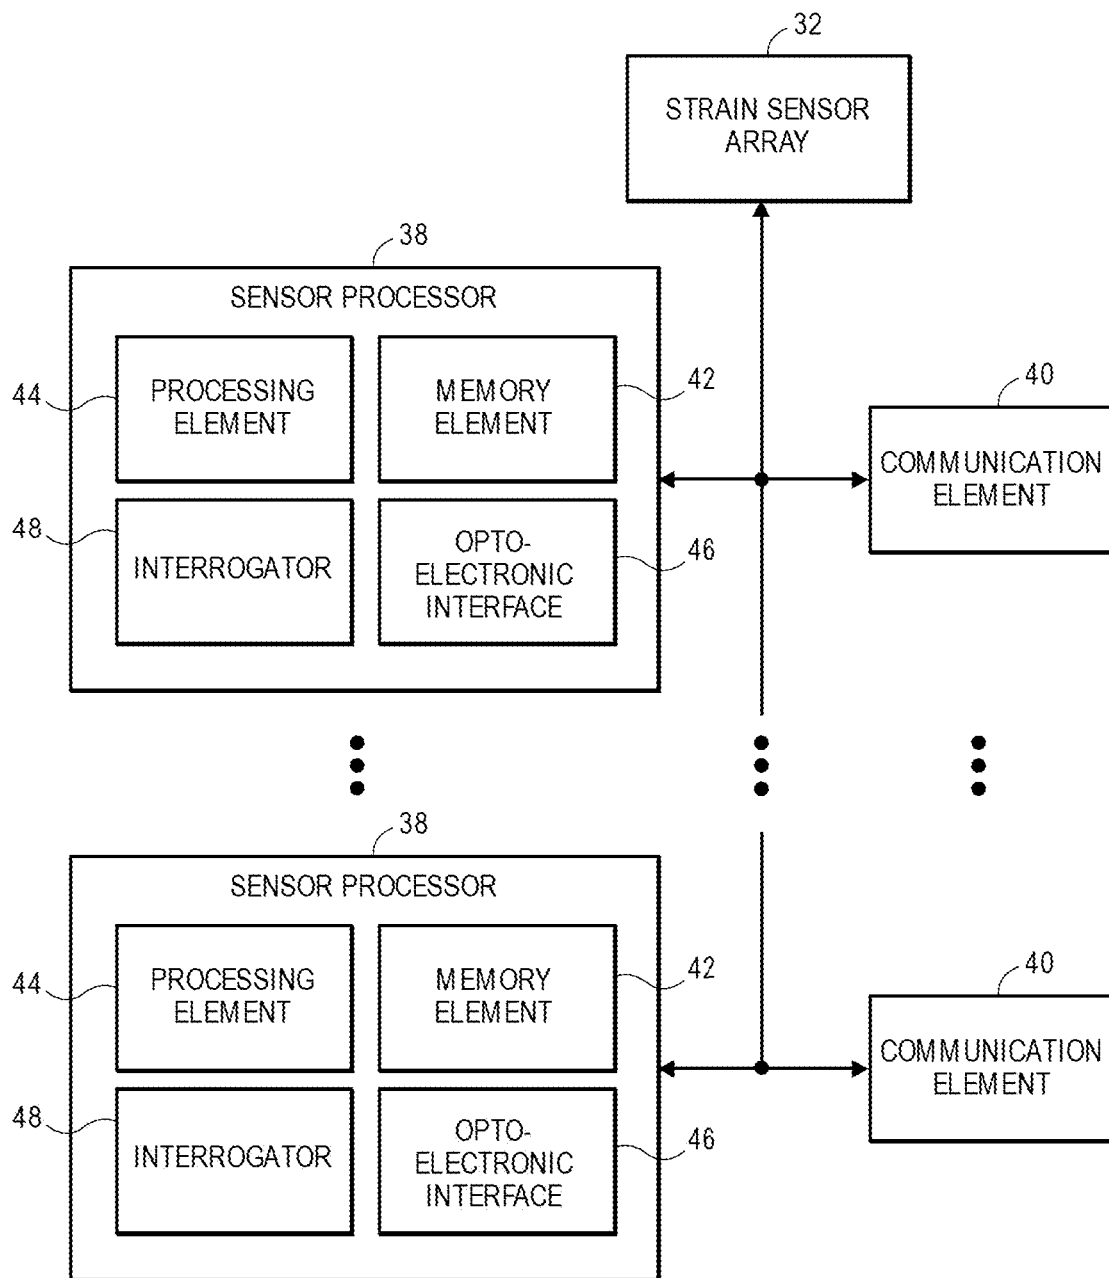 32
STRAIN SENSOR
ARRAY
38
SENSOR PROCESSOR
44
PROCESSING
ELEMENT
MEMORY
ELEMENT
42
40
COMMUNICATION
ELEMENT
48
INTERROGATOR
OPTO-
ELECTRONIC
INTERFACE
46
38
SENSOR PROCESSOR
44
PROCESSING
ELEMENT
MEMORY
ELEMENT
42
40
COMMUNICATION
ELEMENT
48
INTERROGATOR
OPTO-
ELECTRONIC
INTERFACE
46